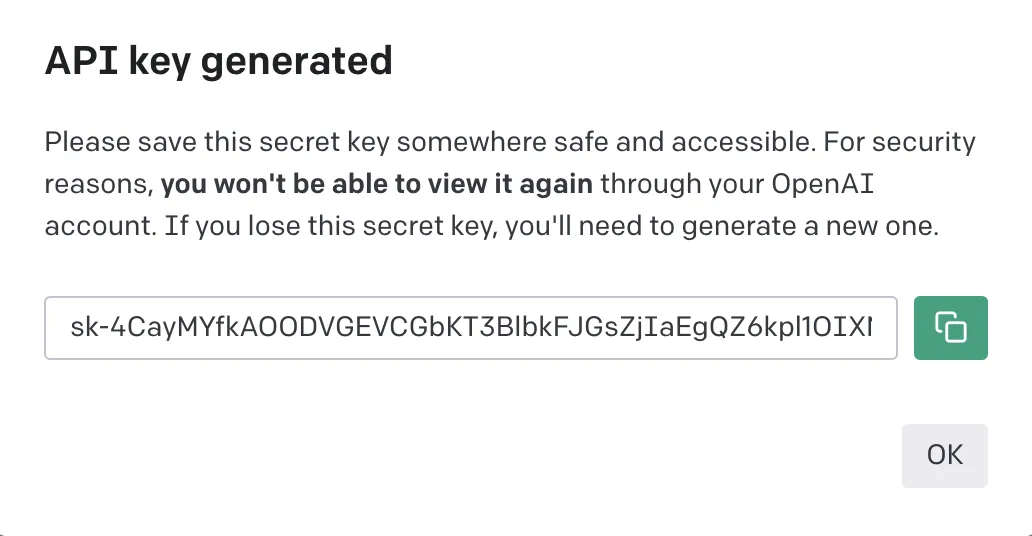 API key generated
Please save this secret key somewhere safe and accessible. For security
reasons, you won't be able to view it again through your OpenAI
account. If you lose this secret key, you'll need to generate a new one.
sk-4CayMYfkAOODVGEVCGbKT3BlbkFJGsZjIaEgQZ6kpl1OIX
OK